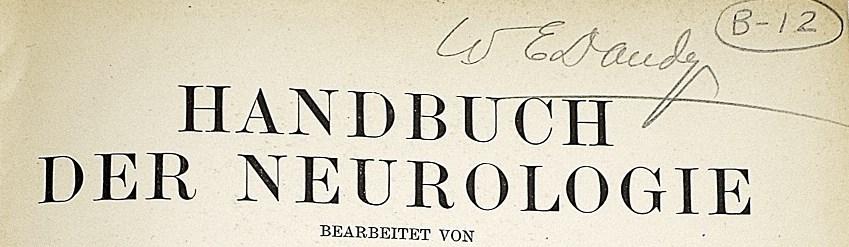 W E Dandy
B-12
HANDBUCH
DER NEUROLOGIE
BEARBEITET VON